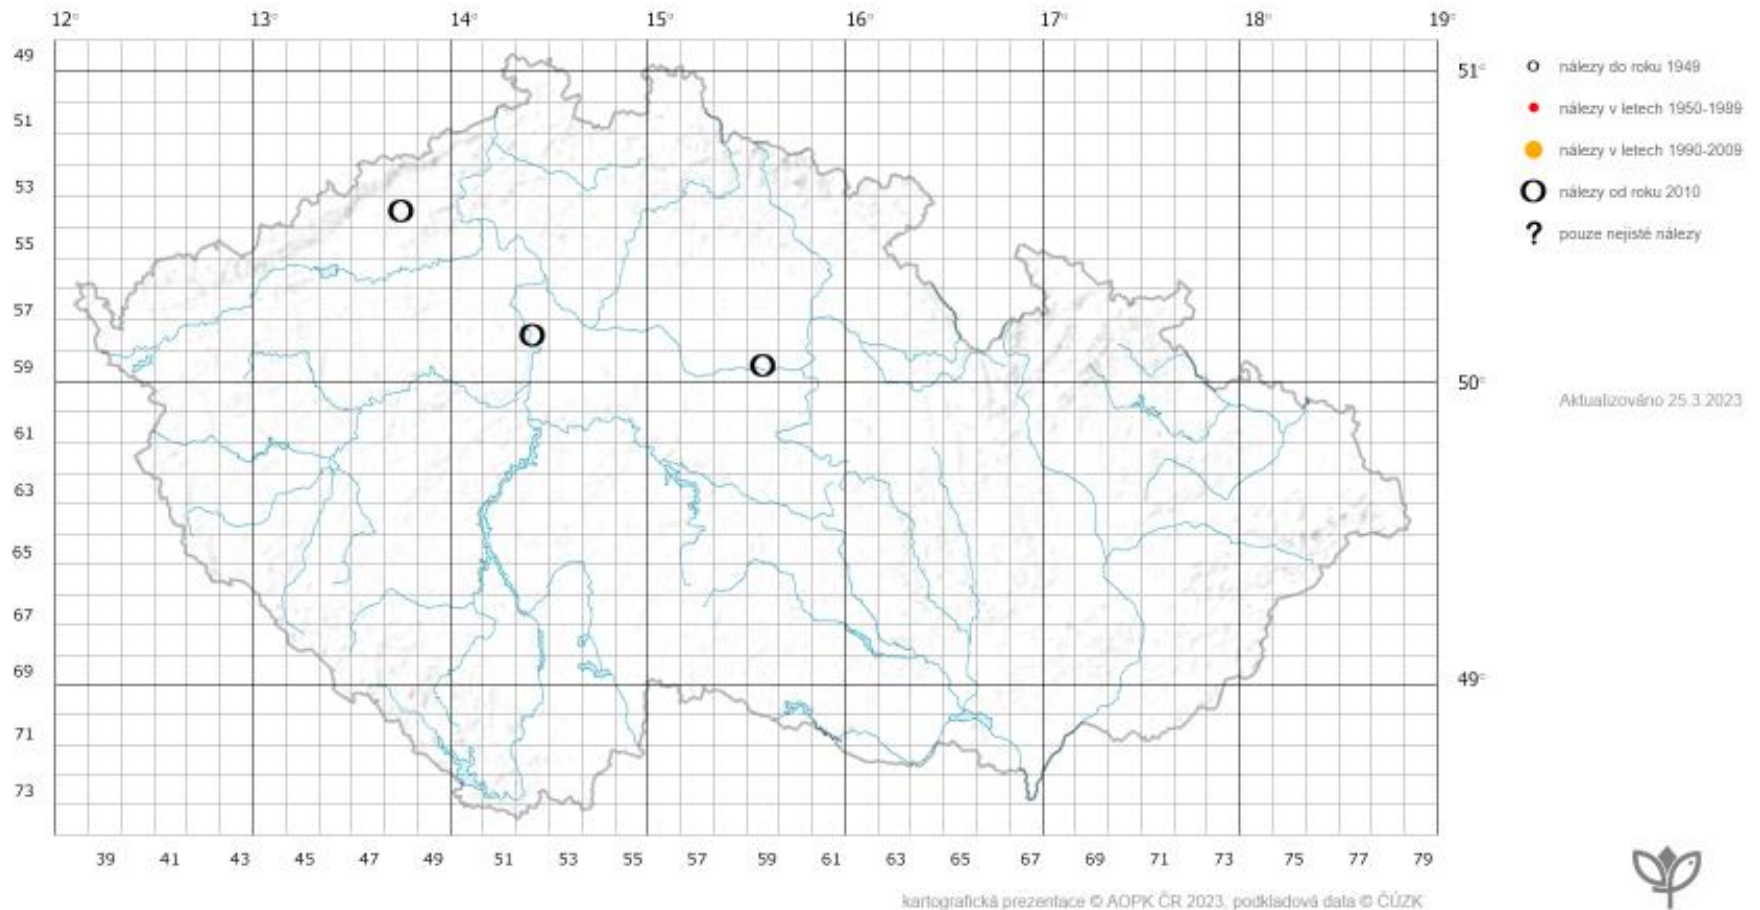 12° 13° 14° 15° 16° 17° 18° 19°
49
51
53
55
57
59
61
63
65
67
69
71
73
51°
50°
49°
nálezy do roku 1949
nálezy v letech 1950-1989
nálezy v letech 1990-2009
nálezy od roku 2010
? pouze nejisté nálezy
Aktualizováno 25.3.2023
39 41 43 45 47 49 51 53 55 57 59 61 63 65 67 69 71 73 75 77 79
kartografická prezentace © AOPK ČR 2023, podkladová data © ČÚZK